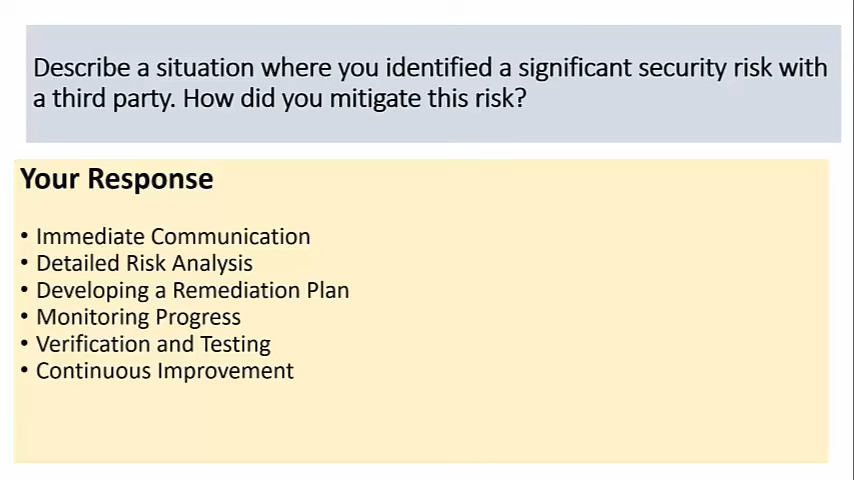 Describe a situation where you identified a significant security risk with
a third party. How did you mitigate this risk?
Your Response
• Immediate Communication
• Detailed Risk Analysis
• Developing a Remediation Plan
• Monitoring Progress
• Verification and Testing
• Continuous Improvement